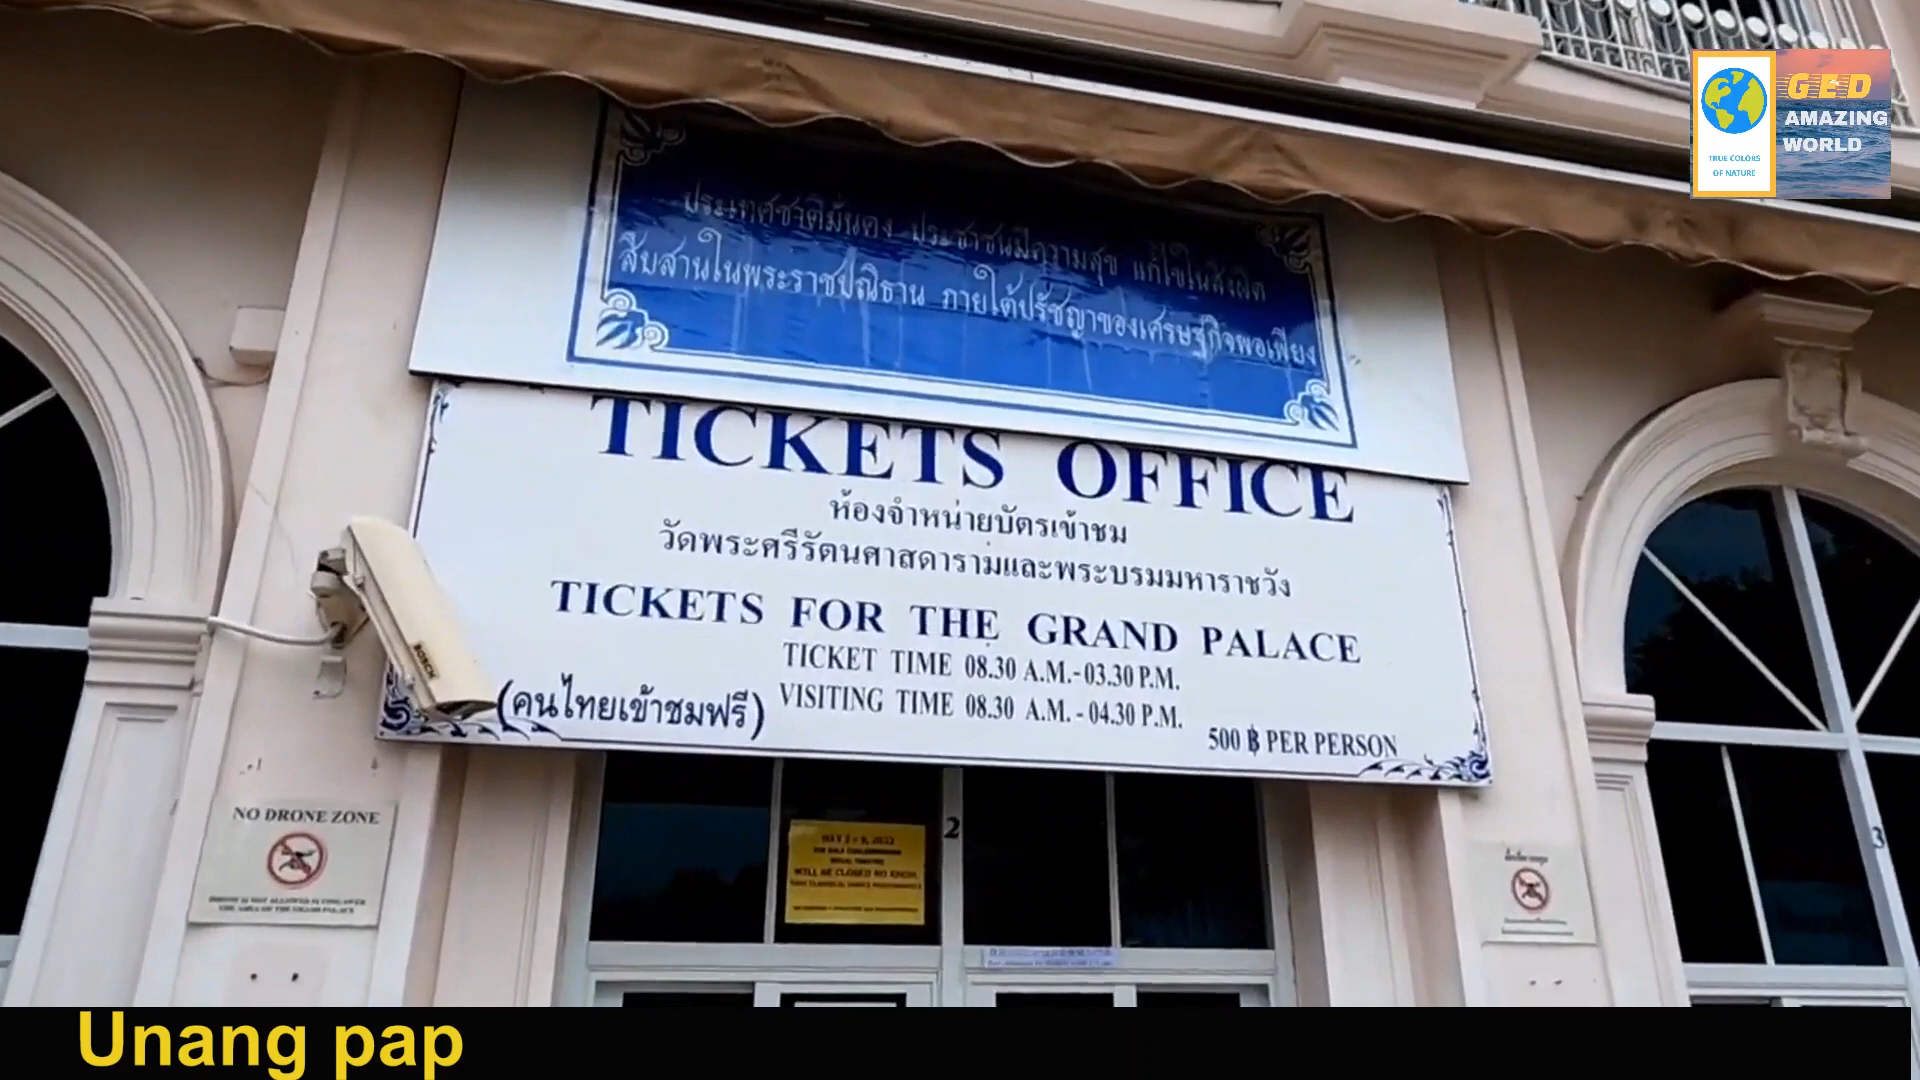 GED
AMAZING
WORLD
TRUE COLORS
OF NATURE
ประเทศชาติมั่นคง ประชาชนมีความสุข แก้ไขในสิ่งผิด
สืบสานในพระราชปณิธาน ภายใต้ปรัชญาของเศรษฐกิจพอเพียง
TICKETS OFFICE
ห้องจำหน่ายบัตรเข้าชม
วัดพระศรีรัตนศาสดารามและพระบรมมหาราชวัง
TICKETS FOR THE GRAND PALACE
TICKET TIME 08.30 A.M.-03.30 P.M.
(คนไทยเข้าชมฟรี) VISITING TIME 08.30 A.M. - 04.30 P.M.
500 ฿ PER PERSON
BOSCH
NO DRONE ZONE
2
3
WILL BE CLOSED
Unang pap